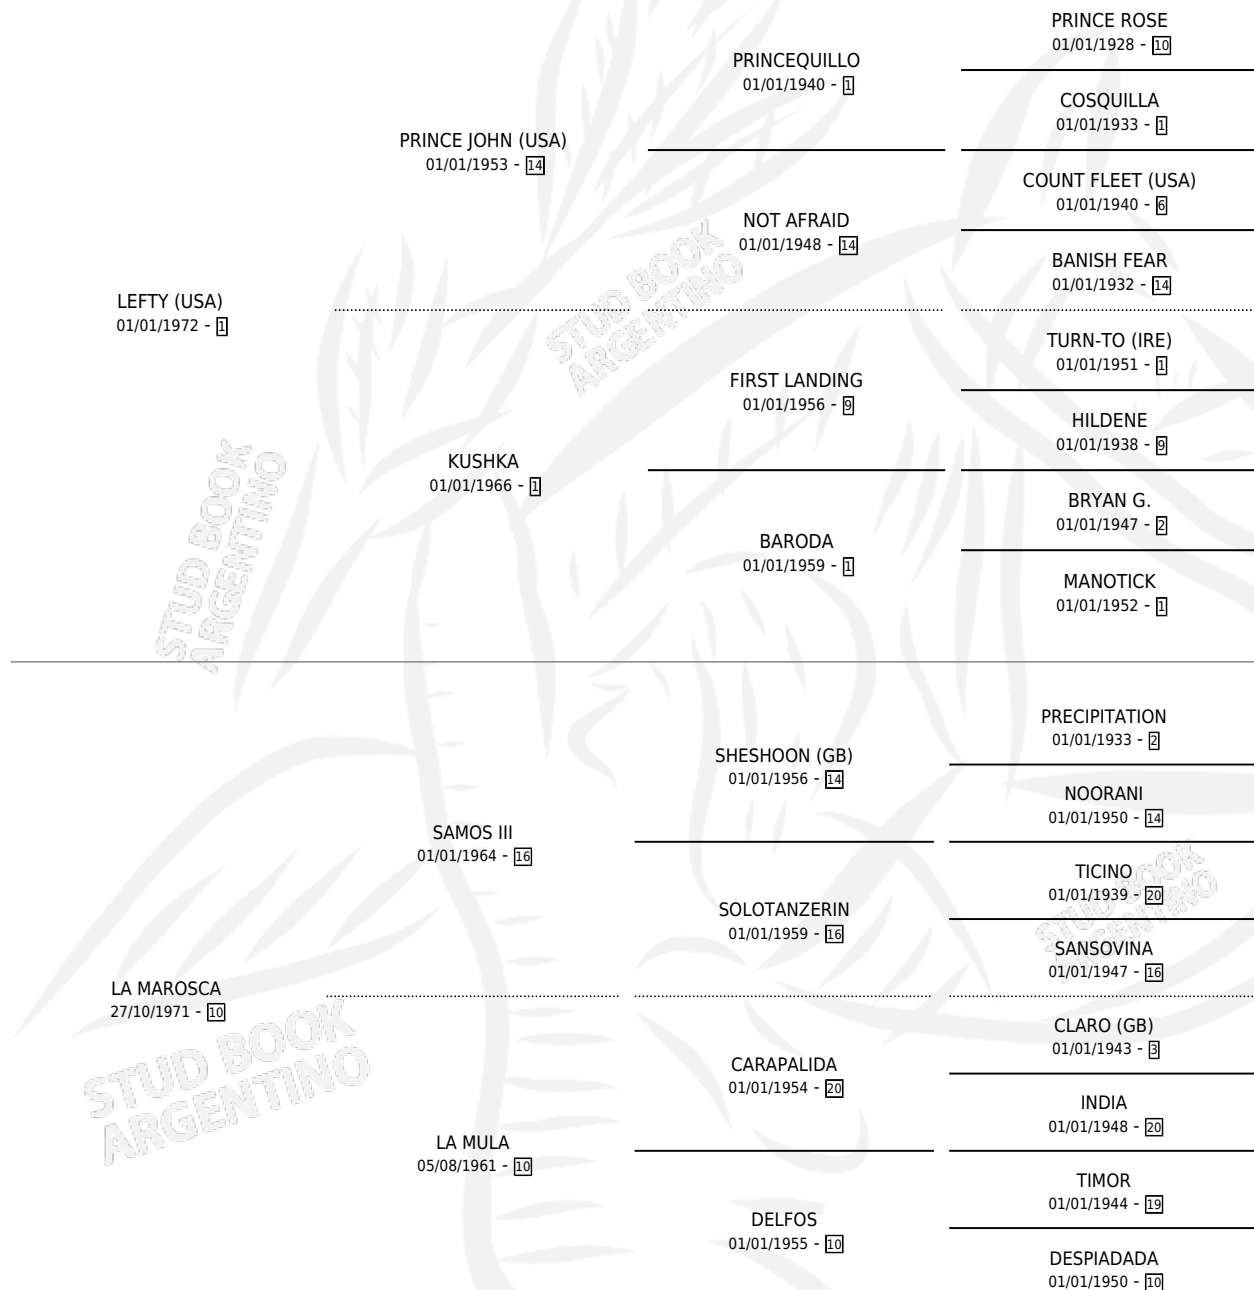 PRINCE ROSE
01/01/1928 - 10
PRINCEQUILLO
01/01/1940 - 1
COSQUILLA
01/01/1933 - 1
PRINCE JOHN (USA)
01/01/1953 - 14
COUNT FLEET (USA)
01/01/1940 - 6
NOT AFRAID
01/01/1948 - 14
BANISH FEAR
01/01/1932 - 14
LEFTY (USA)
01/01/1972 - 1
TURN-TO (IRE)
01/01/1951 - 1
FIRST LANDING
01/01/1956 - 9
HILDENE
01/01/1938 - 9
KUSHKA
01/01/1966 - 1
BRYAN G.
01/01/1947 - 2
BARODA
01/01/1959 - 1
MANOTICK
01/01/1952 - 1
PRECIPITATION
01/01/1933 - 2
SHESHOON (GB)
01/01/1956 - 14
NOORANI
01/01/1950 - 14
SAMOS III
01/01/1964 - 16
TICINO
01/01/1939 - 20
SOLOTANZERIN
01/01/1959 - 16
SANSOVINA
01/01/1947 - 16
LA MAROSCA
27/10/1971 - 10
CLARO (GB)
01/01/1943 - 3
CARAPALIDA
01/01/1954 - 20
INDIA
01/01/1948 - 20
LA MULA
05/08/1961 - 10
TIMOR
01/01/1944 - 19
DELFOS
01/01/1955 - 10
DESPIADADA
01/01/1950 - 10
STUD BOOK
ARGENTINO
STUD BOOK
ARGENTINO
STUD BOOK
ARGENTINO
STUD BOOK
ARGENTINO